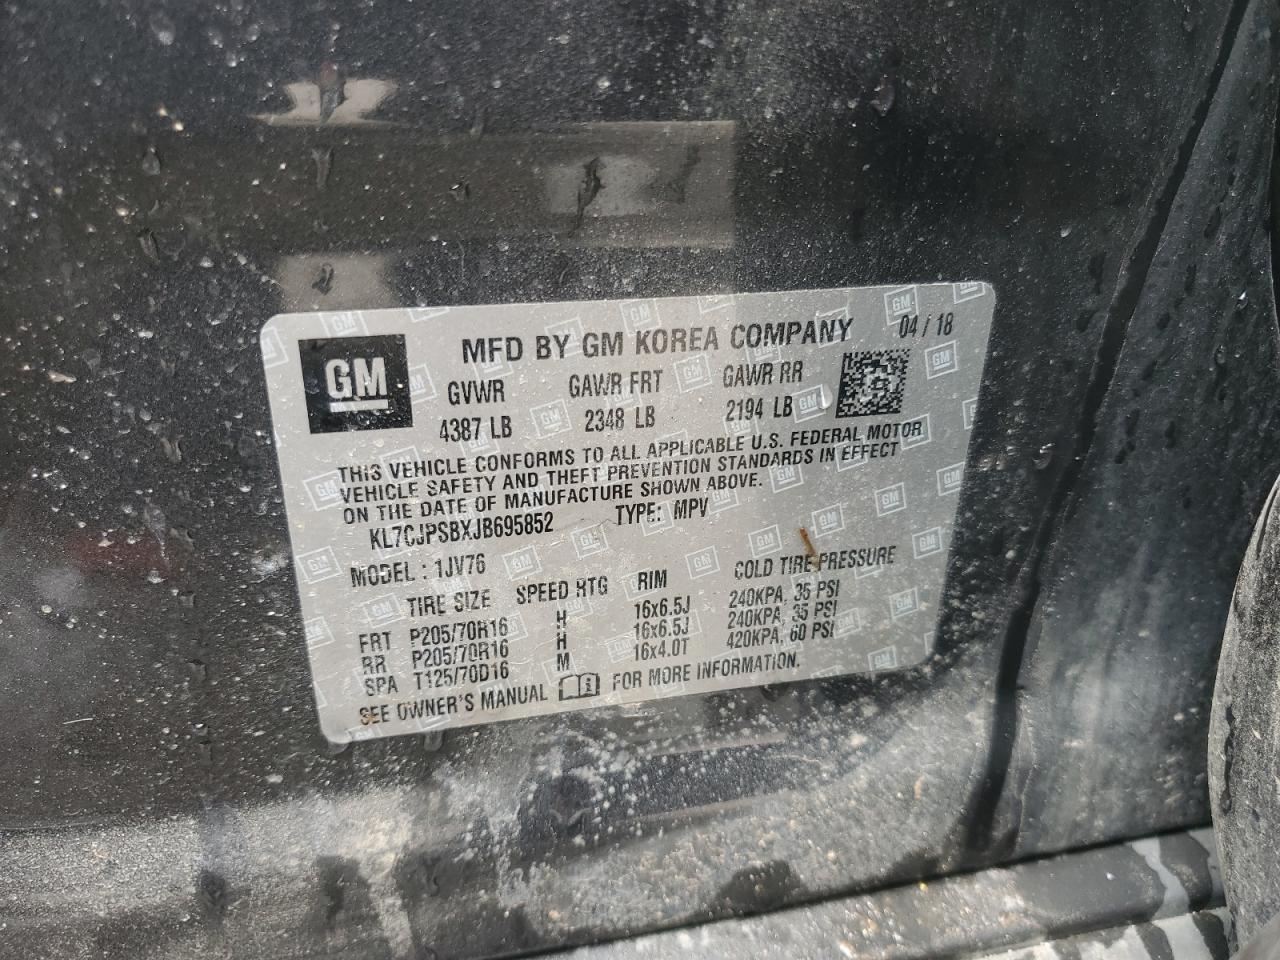 GM
MFD BY GM KOREA COMPANY 04 / 18
GVWR GAWR FRT GAWR RR
4387 LB 2348 LB 2194 LB
THIS VEHICLE CONFORMS TO ALL APPLICABLE U.S. FEDERAL MOTOR
VEHICLE SAFETY AND THEFT PREVENTION STANDARDS IN EFFECT
ON THE DATE OF MANUFACTURE SHOWN ABOVE.
KL7CJPSBXJB695852 TYPE: MPV
MODEL : 1JV76
TIRE SIZE SPEED RTG RIM COLD TIRE PRESSURE
FRT P205/70R16 H 16x6.5J 240KPA, 35 PSI
RR P205/70R16 H 16x6.5J 240KPA, 35 PSI
SPA T125/70D16 M 16x4.0T 420KPA, 60 PSI
SEE OWNER'S MANUAL FOR MORE INFORMATION.